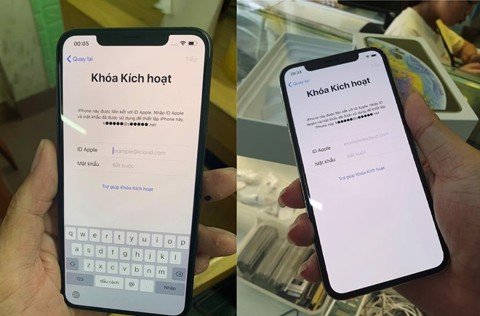 00:05
Quay lại
Tiếp
Khóa Kích hoạt
iPhone này được liên kết với ID Apple. Nhập ID Apple
và mật khẩu đã được sử dụng để thiết lập iPhone này.
ID Apple
example@icloud.com
Mật khẩu
Bắt buộc
Trợ giúp Khóa Kích hoạt
q w e r t y u i o p
a s d f g h j k l
z x c v b n m
123
dấu cách
@
.
Nhập
Quay lại
Khóa Kích hoạt
iPhone này được liên kết với ID Apple. Nhập ID Apple
và mật khẩu đã được sử dụng để thiết lập
iPhone này
ID Apple
example@icloud.com
Mật khẩu
Bắt buộc
Trợ giúp Khóa Kích hoạt